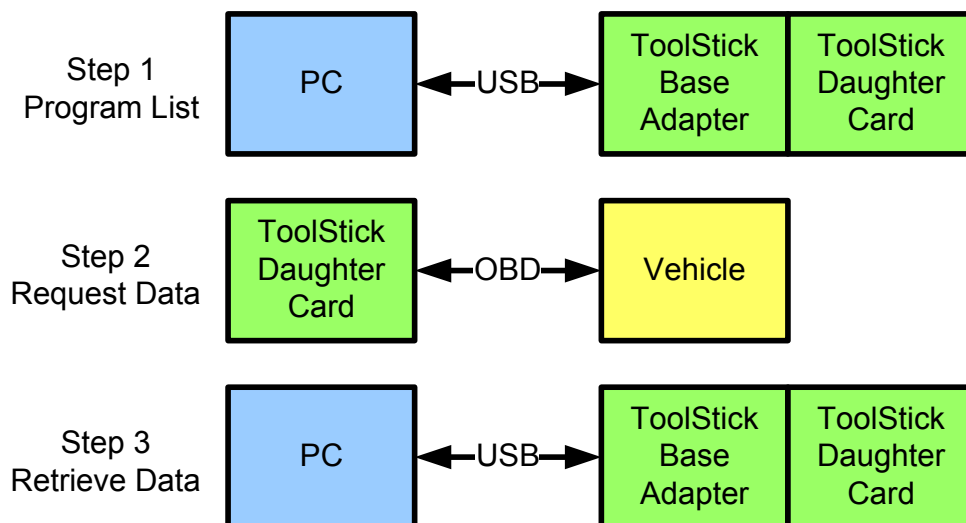 Step 1
Program List
PC
USB
ToolStick
Base
Adapter
ToolStick
Daughter
Card
Step 2
Request Data
ToolStick
Daughter
Card
OBD
Vehicle
Step 3
Retrieve Data
PC
USB
ToolStick
Base
Adapter
ToolStick
Daughter
Card